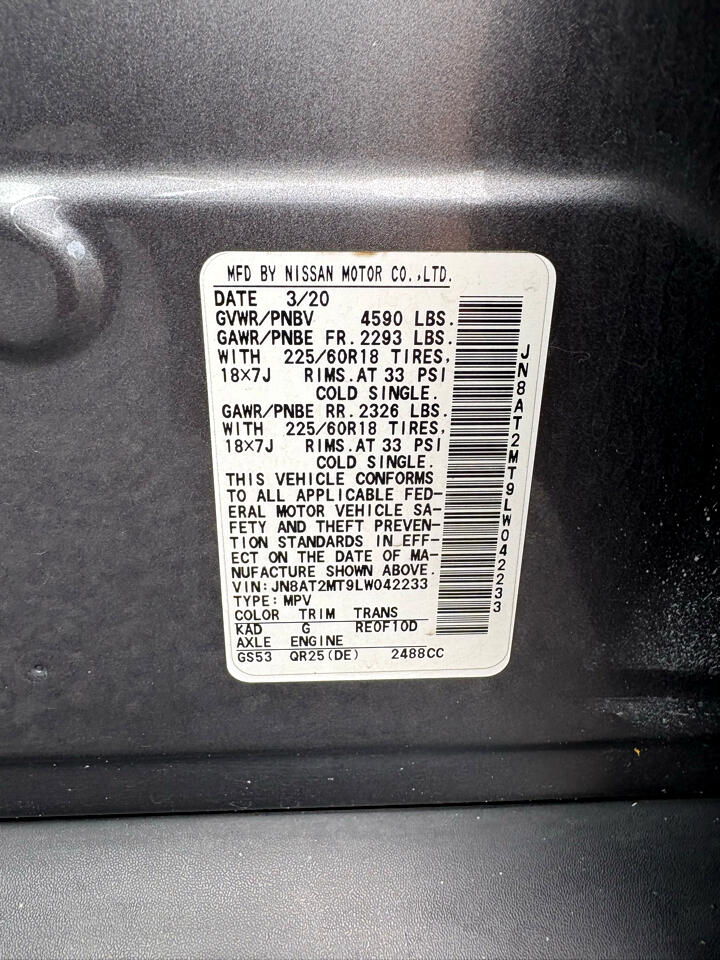 MFD BY NISSAN MOTOR CO.,LTD.
DATE 3/20
GVWR/PNBV 4590 LBS.
GAWR/PNBE FR. 2293 LBS.
WITH 225/60R18 TIRES,
18×7J RIMS.AT 33 PSI
COLD SINGLE.
GAWR/PNBE RR. 2326 LBS.
WITH 225/60R18 TIRES,
18×7J RIMS.AT 33 PSI
COLD SINGLE.
THIS VEHICLE CONFORMS
TO ALL APPLICABLE FED-
ERAL MOTOR VEHICLE SA-
FETY AND THEFT PREVEN-
TION STANDARDS IN EFF-
ECT ON THE DATE OF MA-
NUFACTURE SHOWN ABOVE.
VIN:JN8AT2MT9LW042233
TYPE:MPV
COLOR TRIM TRANS
KAD G RE0F10D
AXLE ENGINE
GS53 QR25(DE) 2488CC
JN8AT2MT9LW042233